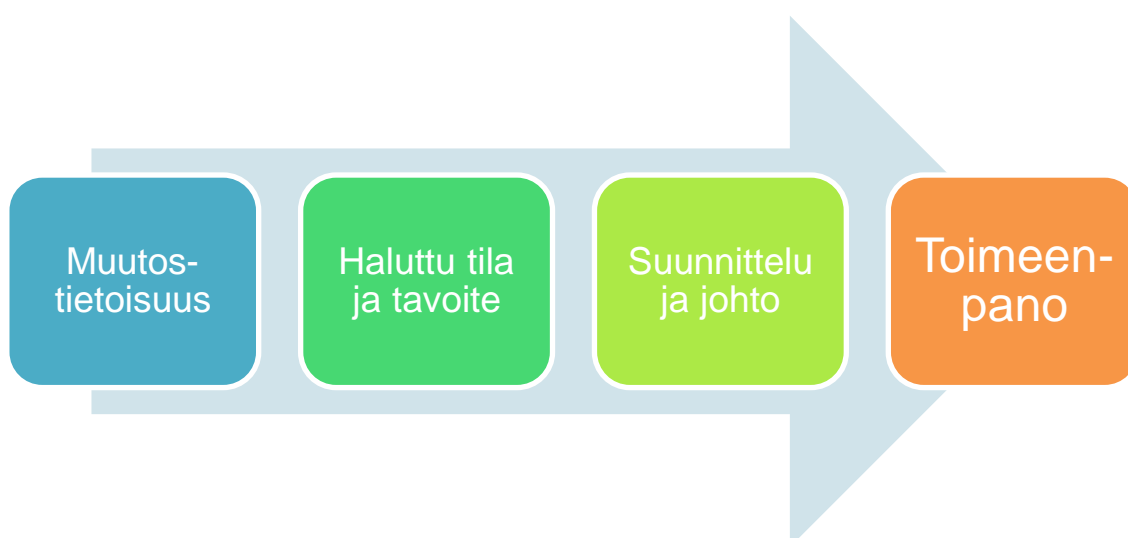 Muutos-
tietoisuus
Haluttu tila
ja tavoite
Suunnittelu
ja johto
Toimeen-
pano